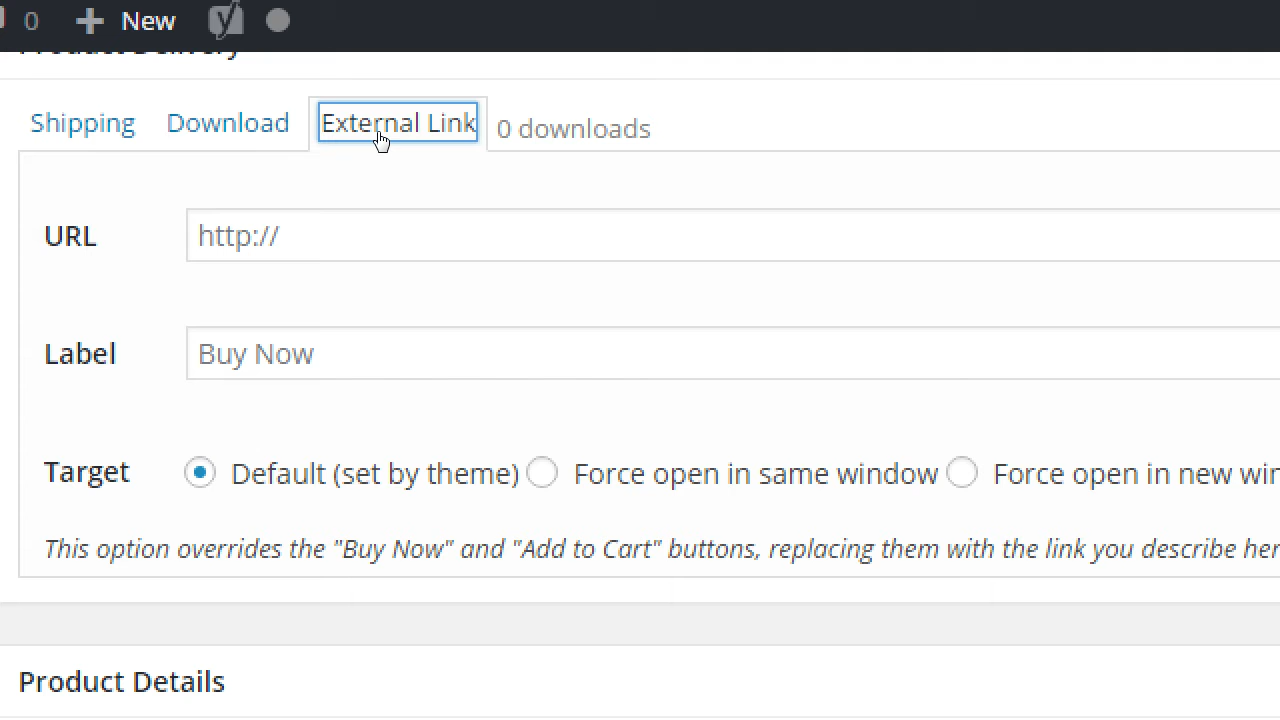 0 New
Product Delivery
Shipping Download External Link 0 downloads
URL http://
Label Buy Now
Target Default (set by theme) Force open in same window Force open in new
This option overrides the "Buy Now" and "Add to Cart" buttons, replacing them with the link you describe
Product Details